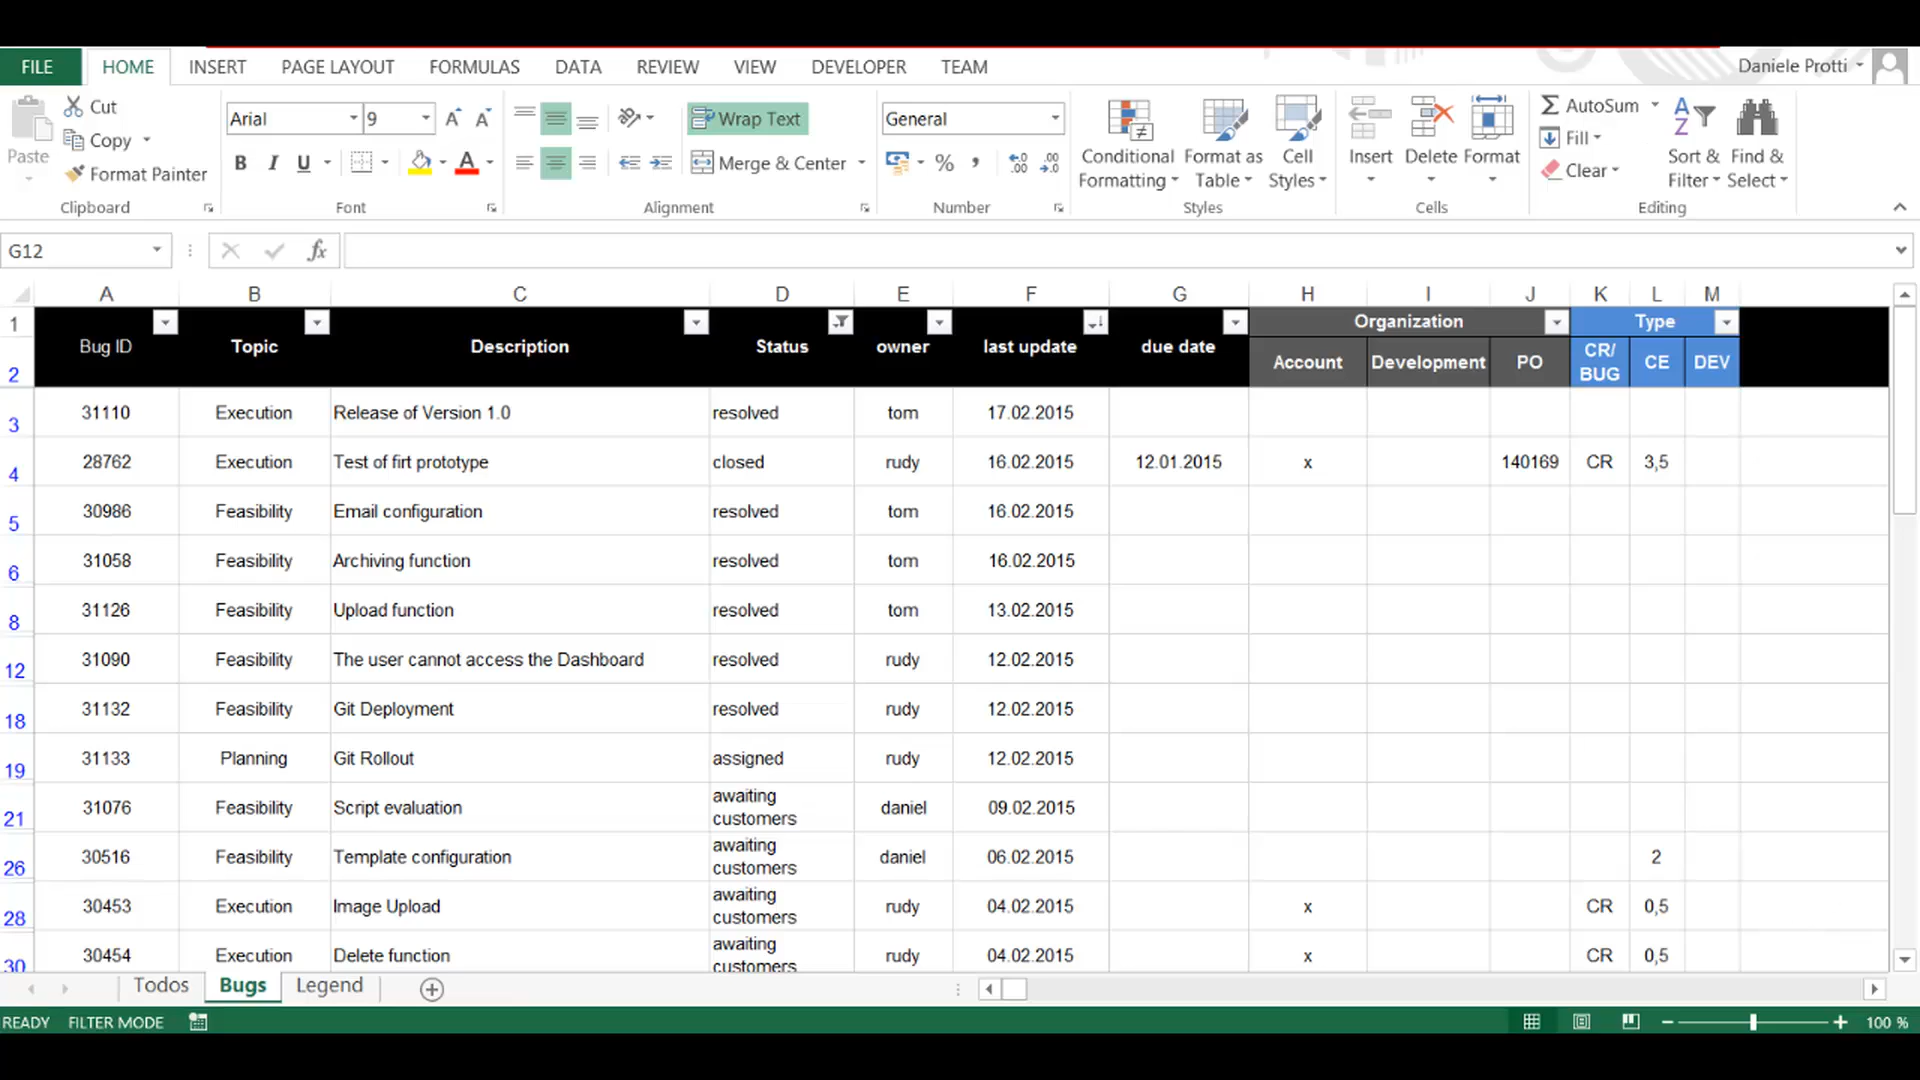 FILE HOME INSERT PAGE LAYOUT FORMULAS DATA REVIEW VIEW DEVELOPER TEAM Daniele Protti
Paste Cut Copy Format Painter Clipboard
Arial 9 B I U A Font
Wrap Text Merge & Center Alignment
General % Number
Conditional Formatting Format as Table Cell Styles Styles
Insert Delete Format Cells
AutoSum Fill Clear Sort & Filter Find & Select Editing
G12 fx
A B C D E F G H I J K L M
1 Organization Type
2 Bug ID Topic Description Status owner last update due date Account Development PO CR/ BUG CE DEV
3 31110 Execution Release of Version 1.0 resolved tom 17.02.2015
4 28762 Execution Test of firt prototype closed rudy 16.02.2015 12.01.2015 x 140169 CR 3,5
5 30986 Feasibility Email configuration resolved tom 16.02.2015
6 31058 Feasibility Archiving function resolved tom 16.02.2015
8 31126 Feasibility Upload function resolved tom 13.02.2015
12 31090 Feasibility The user cannot access the Dashboard resolved rudy 12.02.2015
18 31132 Feasibility Git Deployment resolved rudy 12.02.2015
19 31133 Planning Git Rollout assigned rudy 12.02.2015
21 31076 Feasibility Script evaluation awaiting customers daniel 09.02.2015
26 30516 Feasibility Template configuration awaiting customers daniel 06.02.2015 2
28 30453 Execution Image Upload awaiting customers rudy 04.02.2015 x CR 0,5
30 30454 Execution Delete function awaiting customers rudy 04.02.2015 x CR 0,5
Todos Bugs Legend
READY FILTER MODE 100 %